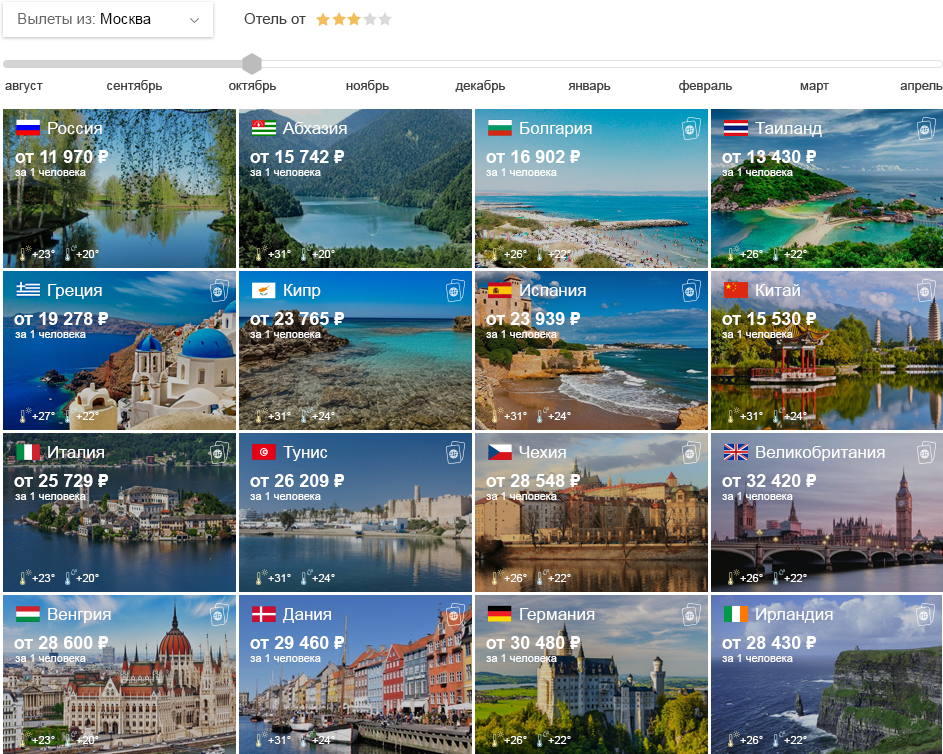 Вылеты из: Москва
Отель от
август сентябрь октябрь ноябрь декабрь январь февраль март апрель
Россия
от 11 970 ₽
за 1 человека
+23° +20°
Абхазия
от 15 742 ₽
за 1 человека
+31° +20°
Болгария
от 16 902 ₽
за 1 человека
+26° +22°
Таиланд
от 13 430 ₽
за 1 человека
+26° +22°
Греция
от 19 278 ₽
за 1 человека
+27° +22°
Кипр
от 23 765 ₽
за 1 человека
+31° +24°
Испания
от 23 939 ₽
за 1 человека
+31° +24°
Китай
от 15 530 ₽
за 1 человека
+31° +24°
Италия
от 25 729 ₽
за 1 человека
+23° +20°
Тунис
от 26 209 ₽
за 1 человека
+31° +24°
Чехия
от 28 548 ₽
за 1 человека
+26° +22°
Великобритания
от 32 420 ₽
за 1 человека
+26° +22°
Венгрия
от 28 600 ₽
за 1 человека
+23° +20°
Дания
от 29 460 ₽
за 1 человека
+31° +24°
Германия
от 30 480 ₽
за 1 человека
+26° +22°
Ирландия
от 28 430 ₽
за 1 человека
+26° +22°